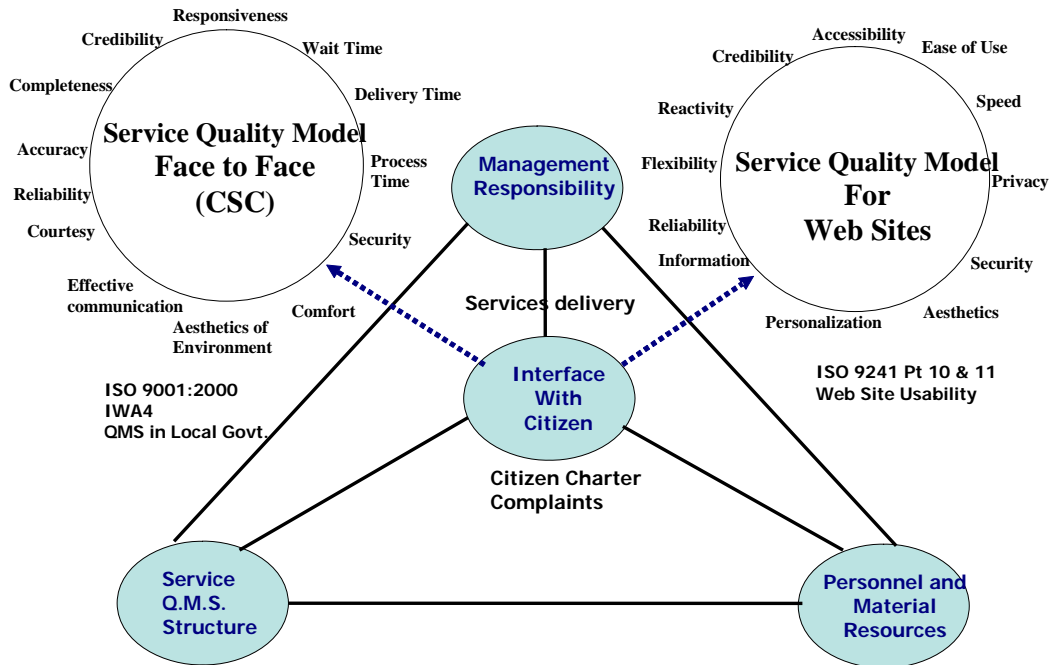 Responsiveness
Credibility
Wait Time
Completeness
Delivery Time
Service Quality Model
Face to Face
(CSC)
Accuracy
Process
Time
Reliability
Courtesy
Security
Effective
communication
Comfort
Aesthetics of
Environment
ISO 9001:2000
IWA4
QMS in Local Govt.
Accessibility
Credibility
Ease of Use
Reactivity
Speed
Flexibility
Service Quality Model
For
Web Sites
Privacy
Reliability
Information
Security
Personalization
Aesthetics
ISO 9241 Pt 10 & 11
Web Site Usability
Management
Responsibility
Services delivery
Interface
With
Citizen
Citizen Charter
Complaints
Service
Q.M.S.
Structure
Personnel and
Material
Resources